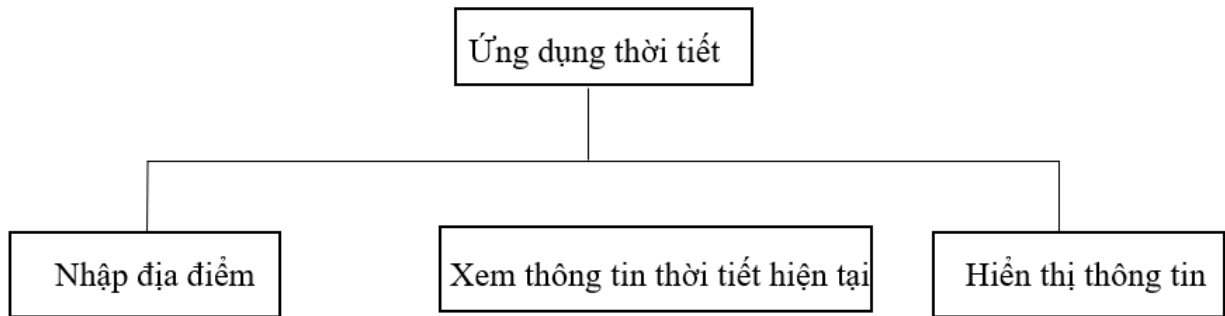 Ứng dụng thời tiết
Nhập địa điểm
Xem thông tin thời tiết hiện tại
Hiển thị thông tin